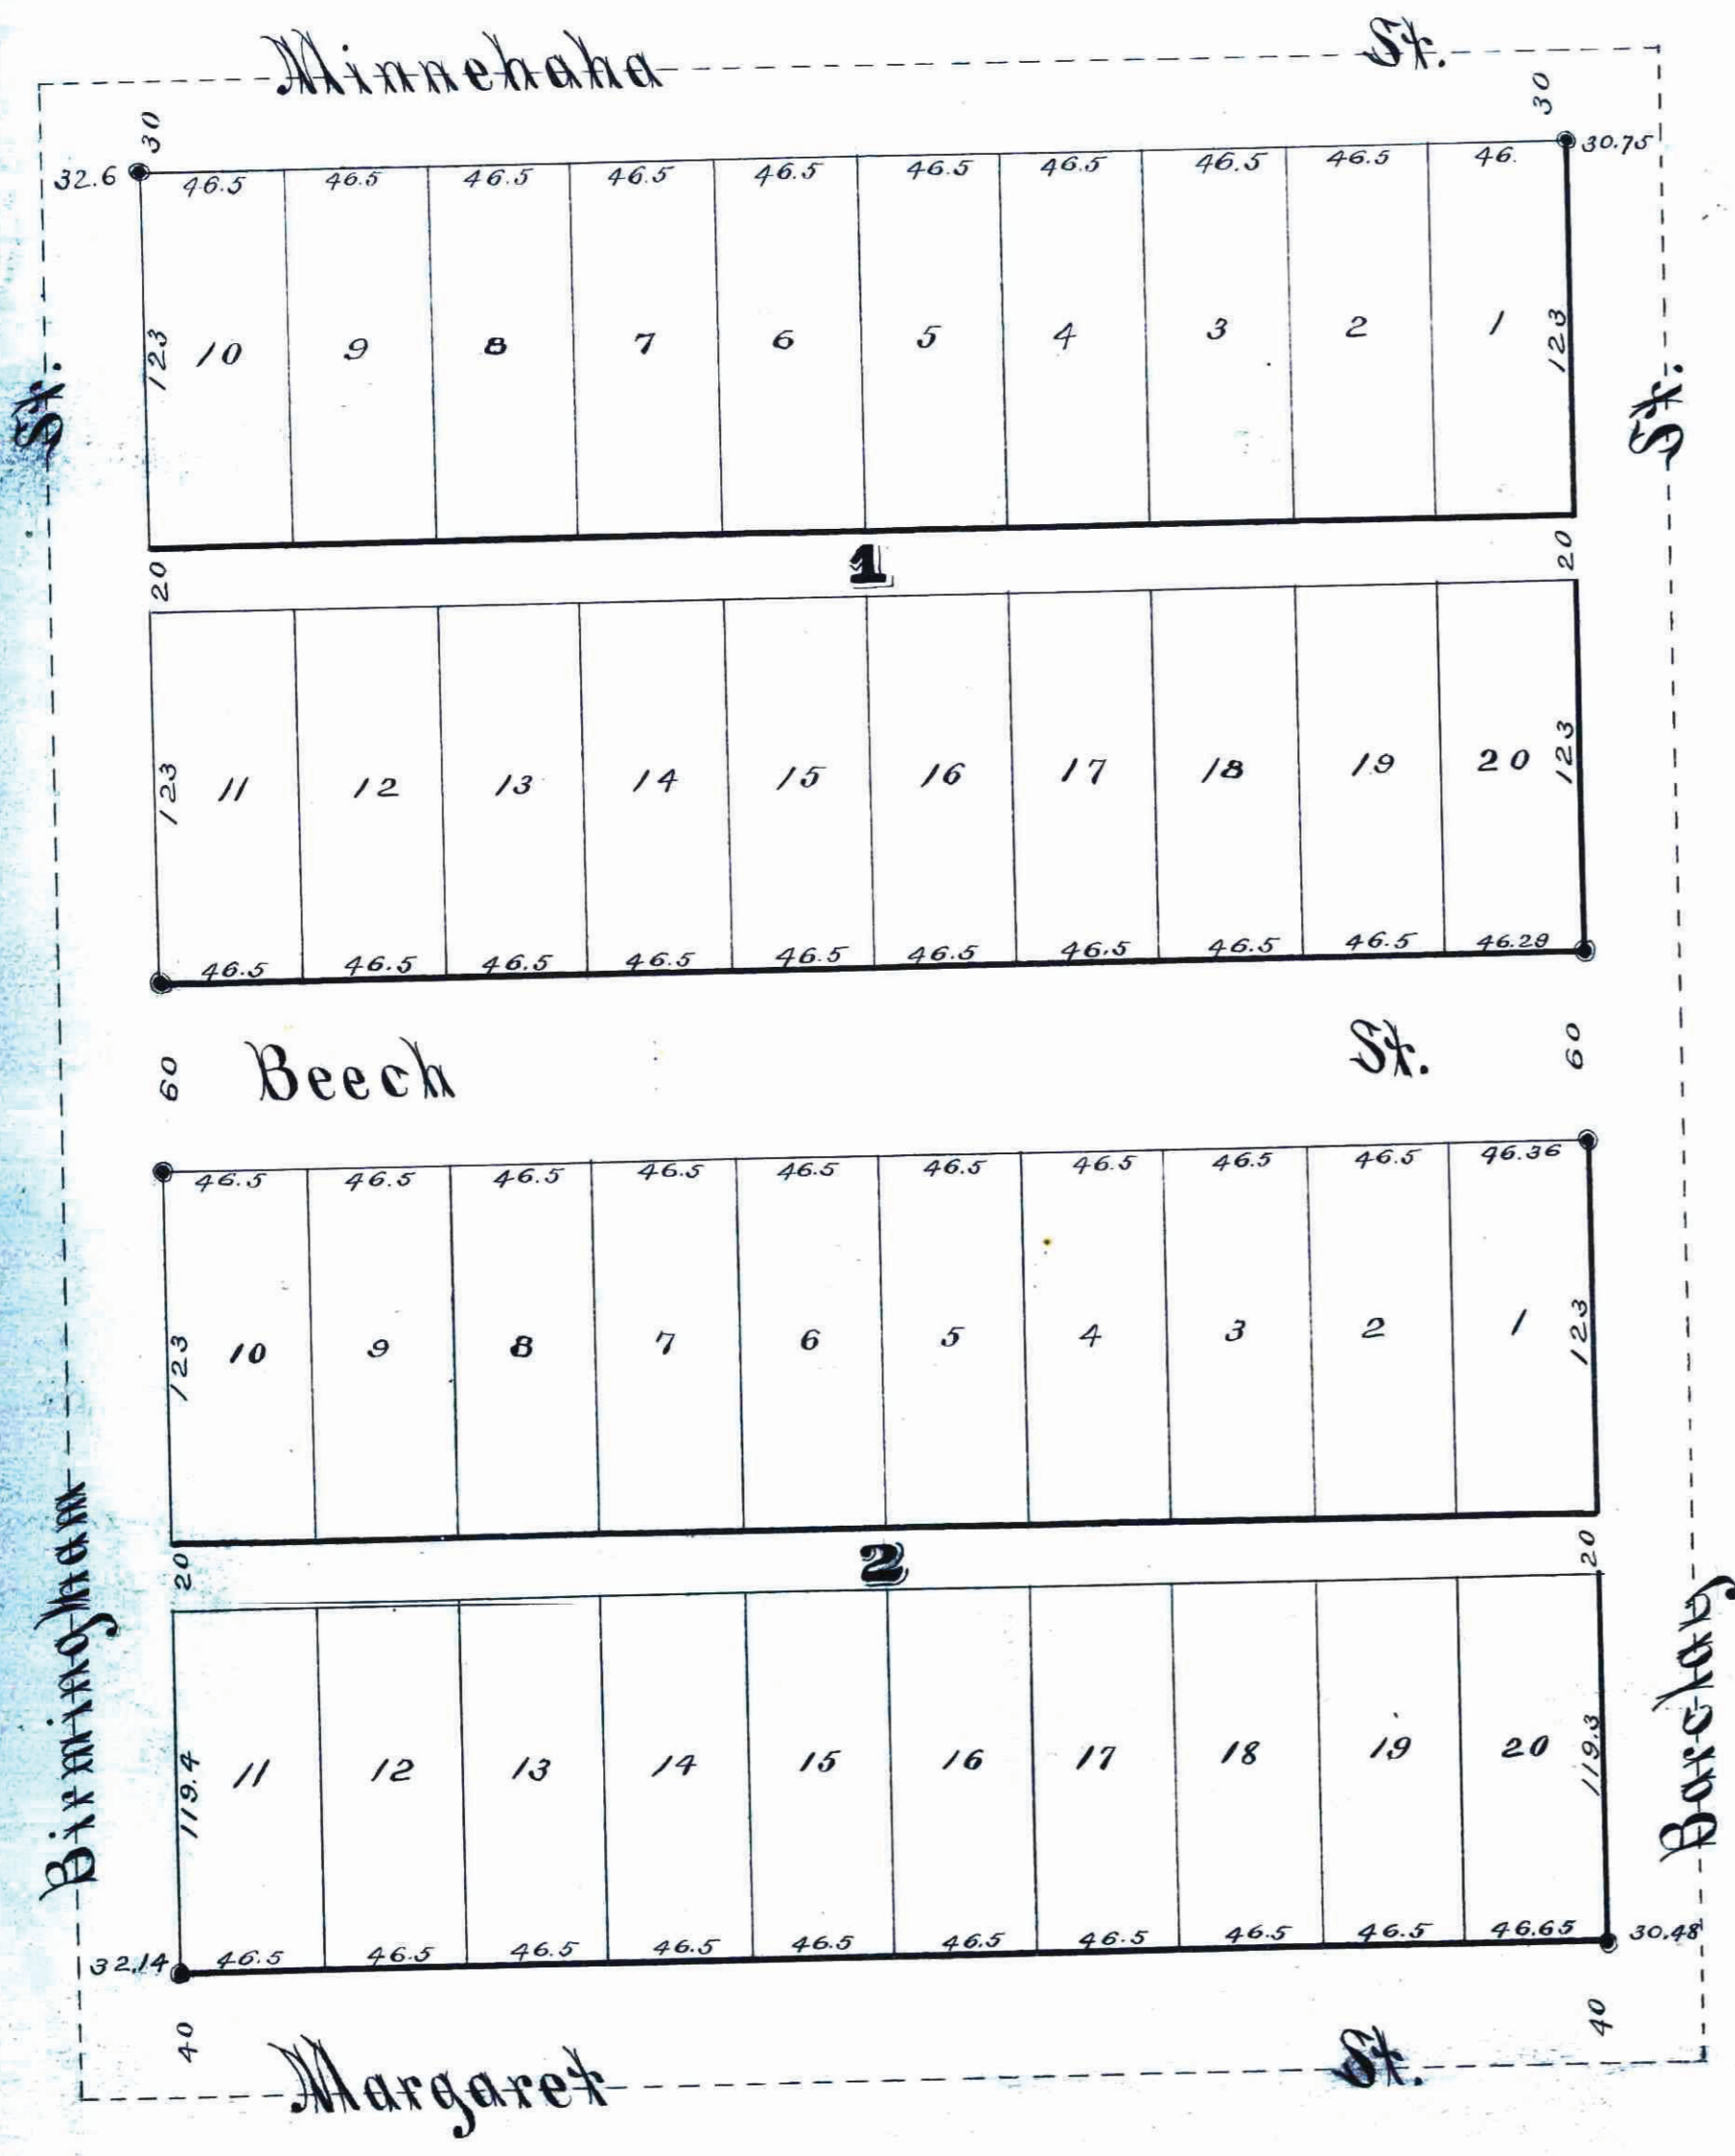 Minnehaha St.
30 30
32.6 46.5 46.5 46.5 46.5 46.5 46.5 46.5 46.5 46.5 46. 30.75
123 10 9 8 7 6 5 4 3 2 1 123
St. St.
20 1 20
123 11 12 13 14 15 16 17 18 19 20 123
46.5 46.5 46.5 46.5 46.5 46.5 46.5 46.5 46.5 46.29
60 Beech St. 60
46.5 46.5 46.5 46.5 46.5 46.5 46.5 46.5 46.5 46.36
123 10 9 8 7 6 5 4 3 2 1 123
20 2 20
Birmingham Barclay
119.4 11 12 13 14 15 16 17 18 19 20 119.3
32.14 46.5 46.5 46.5 46.5 46.5 46.5 46.5 46.5 46.5 46.65 30.48
40 40
Margaret St.